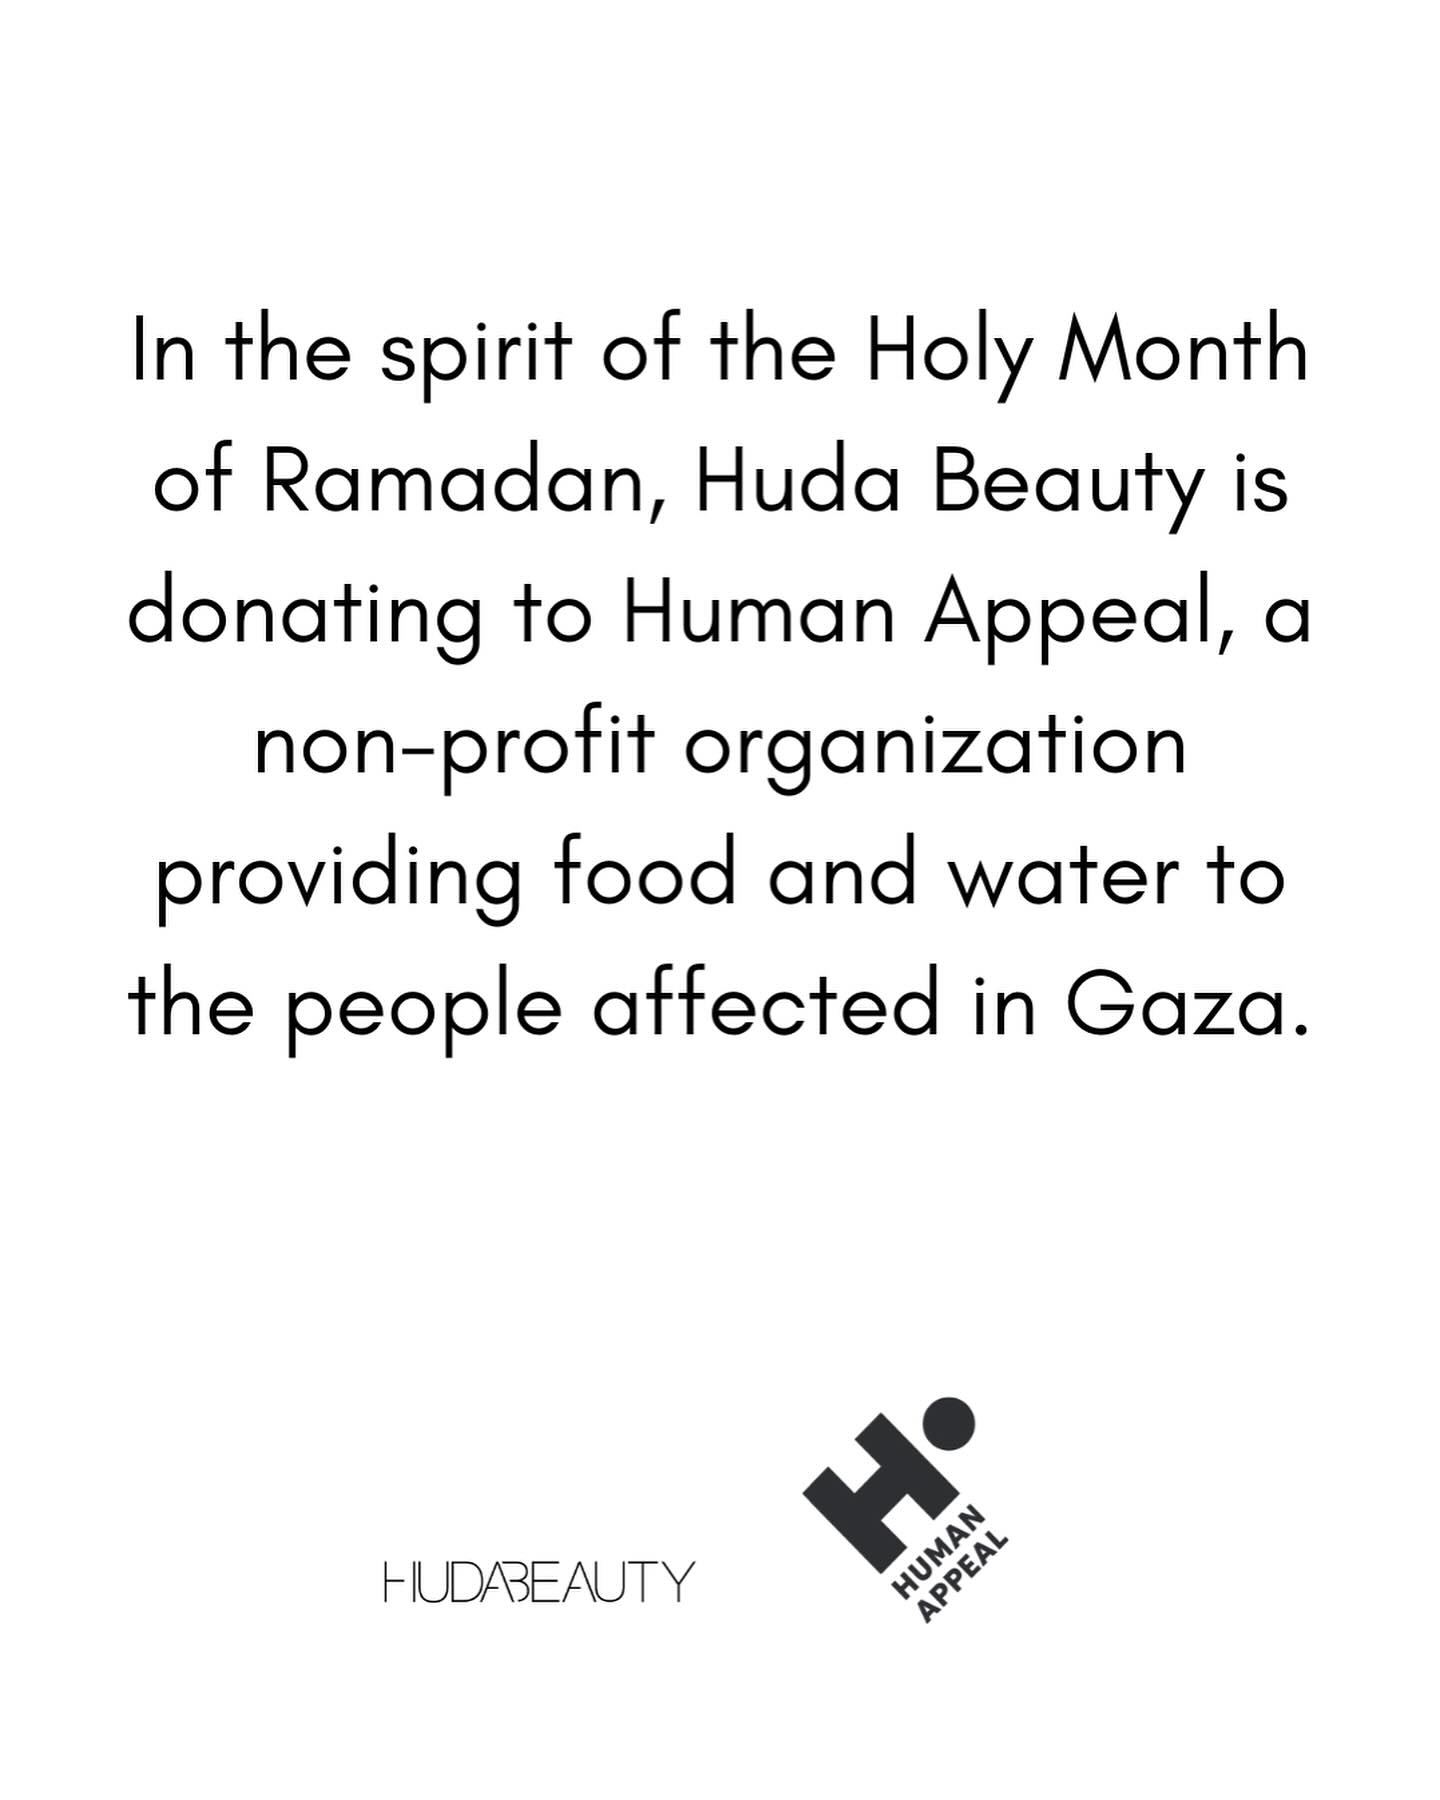 In the spirit of the Holy Month
of Ramadan, Huda Beauty is
donating to Human Appeal, a
non-profit organization
providing food and water to
the people affected in Gaza.
HUDABEAUTY
HUMAN
APPEAL